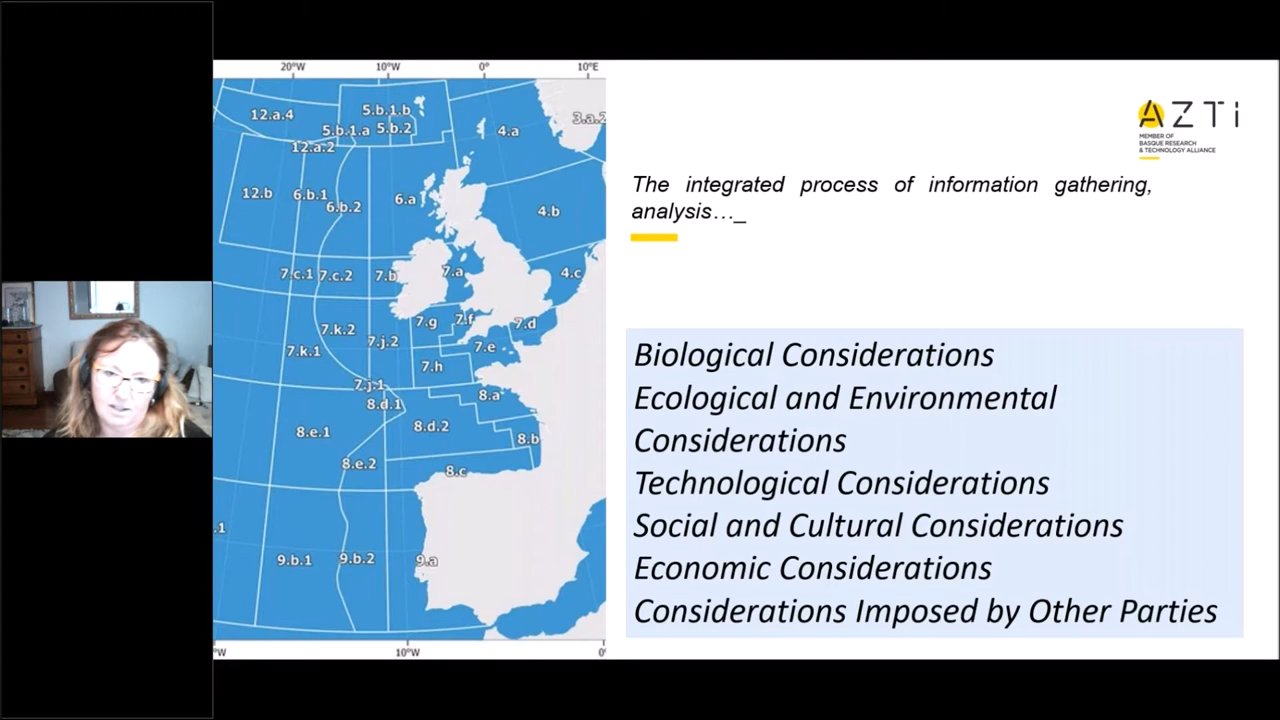 20°W 10°W 0° 10°E
12.a.4
5.b.1.b
5.b.1.a 5.b.2
4.a
3.a.2
12.a.2
12.b
6.b.1
6.b.2
6.a
4.b
7.c.1 7.c.2 7.b 7.a 4.c
7.k.2
7.j.2
7.g 7.f 7.d
7.k.1
7.e
7.h
7.j.1
8.d.1
8.a
8.e.1
8.d.2
8.b
8.e.2
8.c
.1
9.b.1 9.b.2 9.a
°W 10°W 0°
AZTi
MEMBER OF
BASQUE RESEARCH
& TECHNOLOGY ALLIANCE
The integrated process of information gathering,
analysis…_
Biological Considerations
Ecological and Environmental
Considerations
Technological Considerations
Social and Cultural Considerations
Economic Considerations
Considerations Imposed by Other Parties